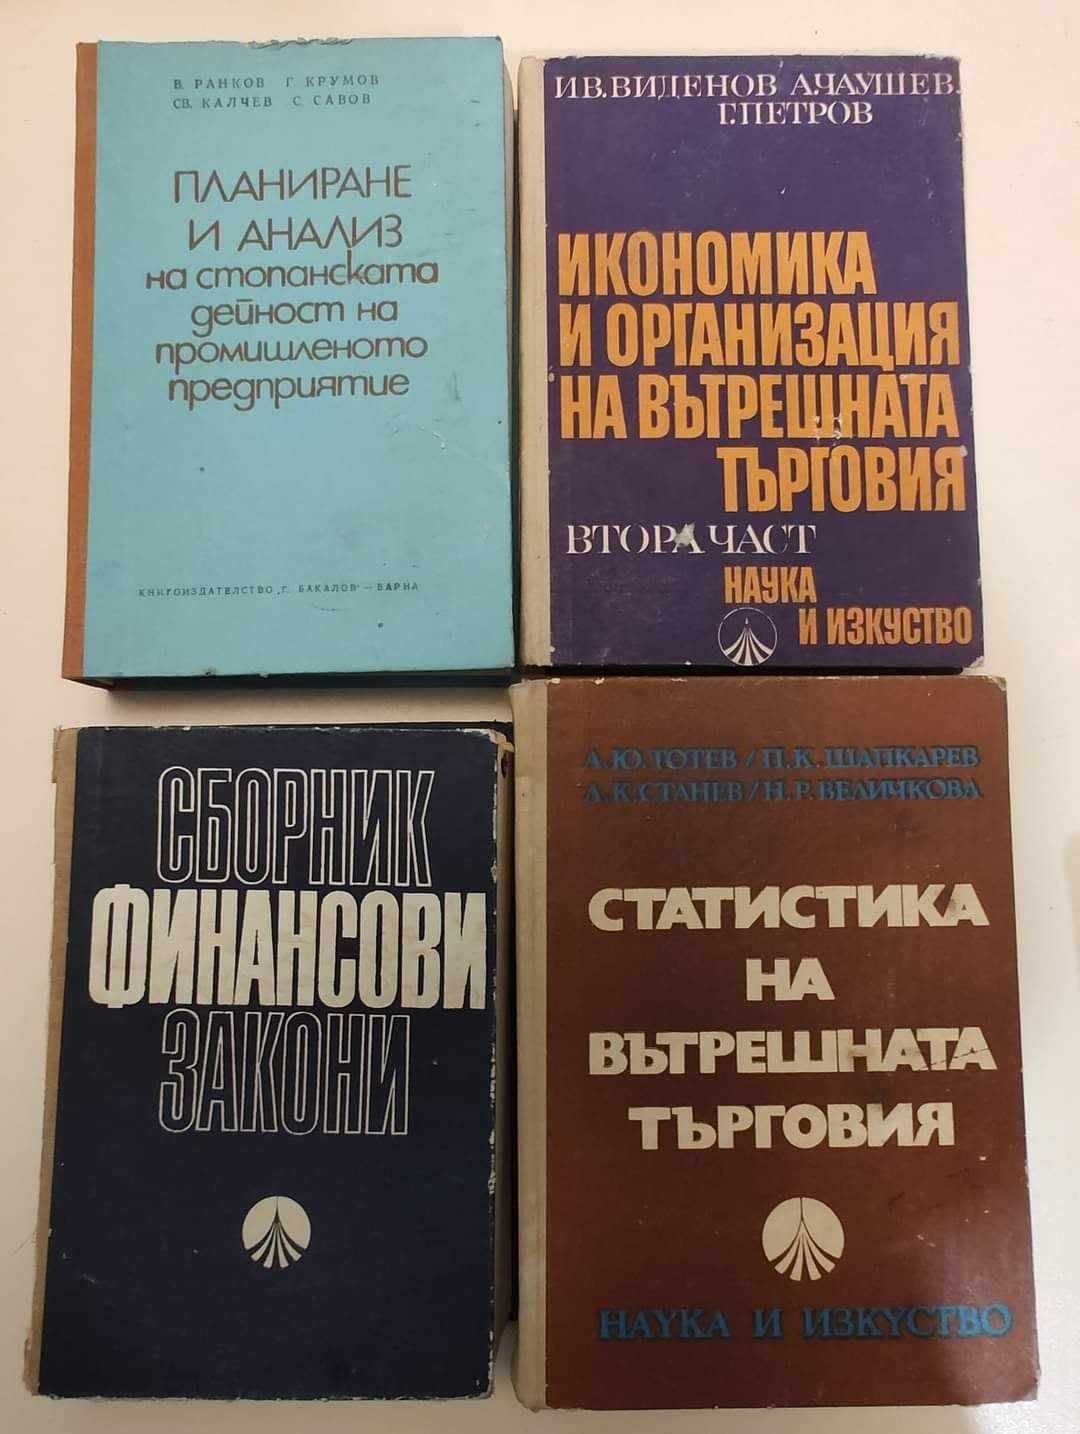 В. РАНКОВ Г. КРУМОВ
СВ. КАЛЧЕВ С. САВОВ
ПЛАНИРАНЕ
И АНАЛИЗ
на стопанската
дейност на
промишленото
предприятие
КНИГОИЗДАТЕЛСТВО „Г. БАКАЛОВ" — ВАРНА
ИВ. ВИДЕНОВ А. ЧАУШЕВ.
Г. ПЕТРОВ
ИКОНОМИКА
И ОРГАНИЗАЦИЯ
НА ВЪТРЕШНАТА
ТЪРГОВИЯ
ВТОРА ЧАСТ
НАУКА
И ИЗКУСТВО
СБОРНИК
ФИНАНСОВИ
ЗАКОНИ
А. Ю. ТОТЕВ / П. К. ШАПКАРЕВ
Л. К. СТАНЕВ / Н. Р. ВЕЛИЧКОВА
СТАТИСТИКА
НА
ВЪТРЕШНАТА
ТЪРГОВИЯ
НАУКА И ИЗКУСТВО